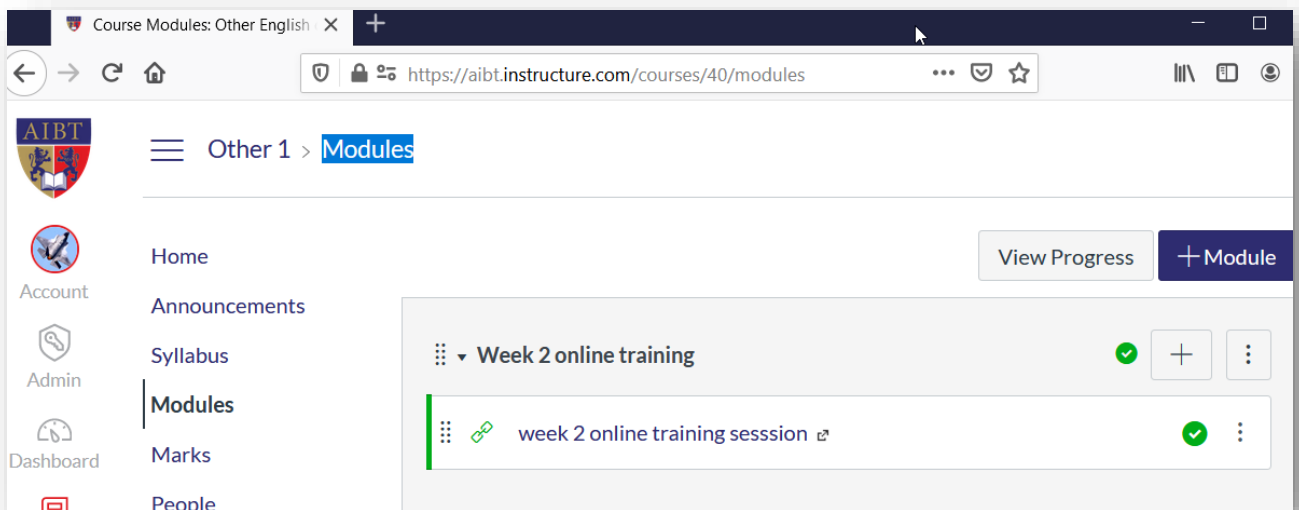 Course Modules: Other English
https://aibt.instructure.com/courses/40/modules
AIBT
Other 1 > Modules
Home
View Progress
+Module
Account
Announcements
Week 2 online training
Syllabus
Admin
Modules
week 2 online training sesssion
Dashboard
Marks
People